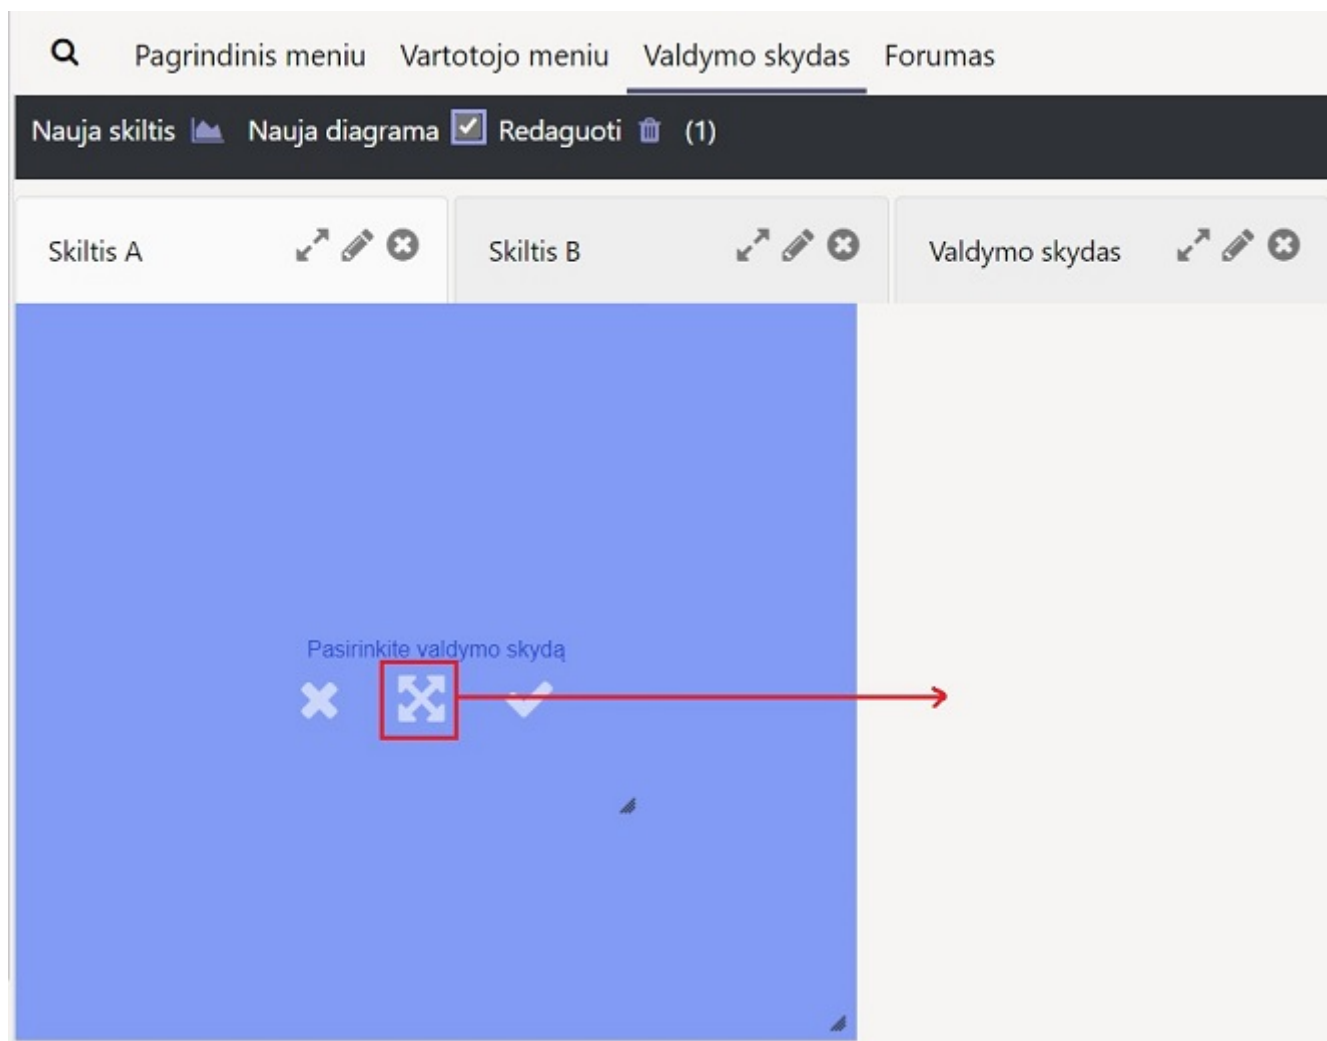 Pagrindinis meniu Vartotojo meniu Valdymo skydas Forumas
Nauja skiltis Nauja diagrama Redaguoti (1)
Skiltis A Skiltis B Valdymo skydas
Pasirinkite valdymo skydą